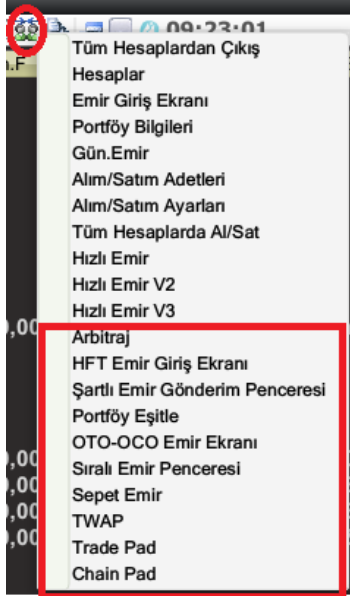 09:23:01
Tüm Hesaplardan Çıkış
Hesaplar
Emir Giriş Ekranı
Portföy Bilgileri
Gün.Emir
Alım/Satım Adetleri
Alım/Satım Ayarları
Tüm Hesaplarda Al/Sat
Hızlı Emir
Hızlı Emir V2
Hızlı Emir V3
Arbitraj
HFT Emir Giriş Ekranı
Şartlı Emir Gönderim Penceresi
Portföy Eşitle
OTO-OCO Emir Ekranı
Sıralı Emir Penceresi
Sepet Emir
TWAP
Trade Pad
Chain Pad